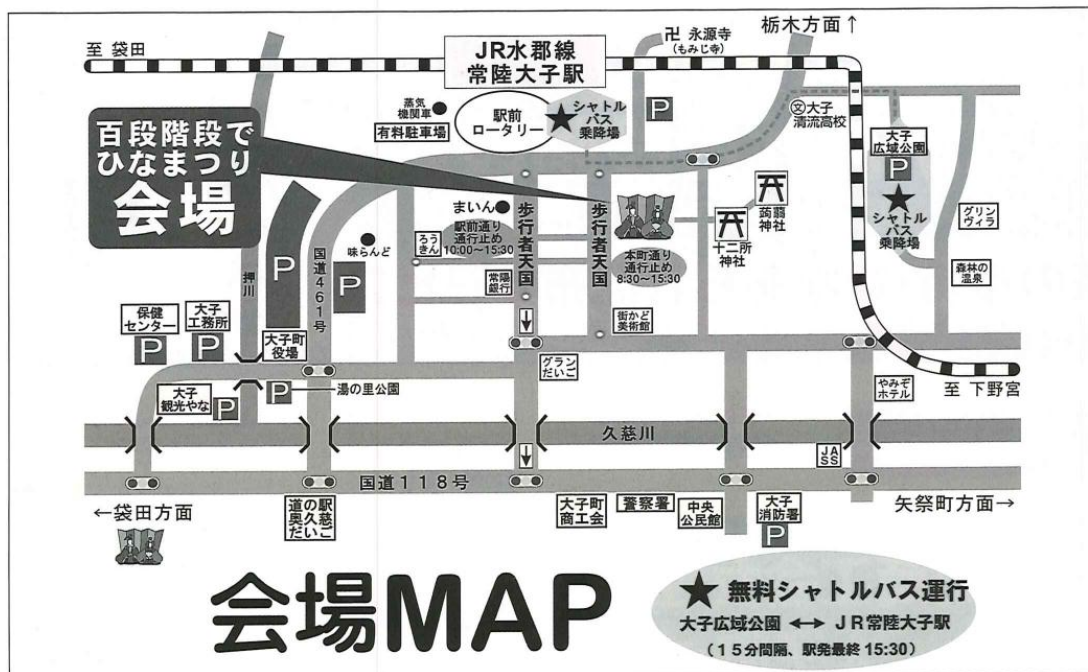 至 袋田
JR水郡線
常陸大子駅
卍 永源寺
(もみじ寺)
栃木方面↑
百段階段で
ひなまつり
会場
蒸気
機関車
有料駐車場
駅前
ロータリー
★
シャトル
バス
乗降場
P
文
大子
清流高校
大子
広域公園
P
★
シャトル
バス
乗降場
グリン
ヴィラ
森林の
温泉
まいん
駅前通り
通行止め
10:00〜15:30
ろう
きん
歩行者天国
歩行者天国
本町通り
通行止め
8:30〜15:30
十二所
神社
蒟蒻
神社
味らんど
P
P
国道461号
押川
常陽
銀行
街かど
美術館
保健
センター
P
大子
工務所
P
大子町
役場
グラン
だいご
やみぞ
ホテル
至 下野宮
大子
観光やな
P
P
湯の里公園
久慈川
JA
SS
国道118号
←袋田方面
道の駅
奥久慈
だいご
大子町
商工会
警察署
中央
公民館
大子
消防署
P
矢祭町方面→
会場MAP
★ 無料シャトルバス運行
大子広域公園 ←→ JR常陸大子駅
(15分間隔、駅発最終 15:30)